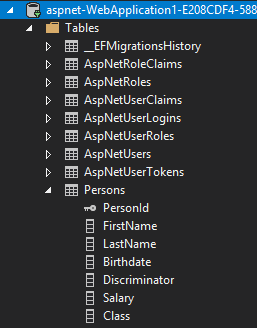 aspnet-WebApplication1-E208CDF4-588
Tables
__EFMigrationsHistory
AspNetRoleClaims
AspNetRoles
AspNetUserClaims
AspNetUserLogins
AspNetUserRoles
AspNetUsers
AspNetUserTokens
Persons
PersonId
FirstName
LastName
Birthdate
Discriminator
Salary
Class